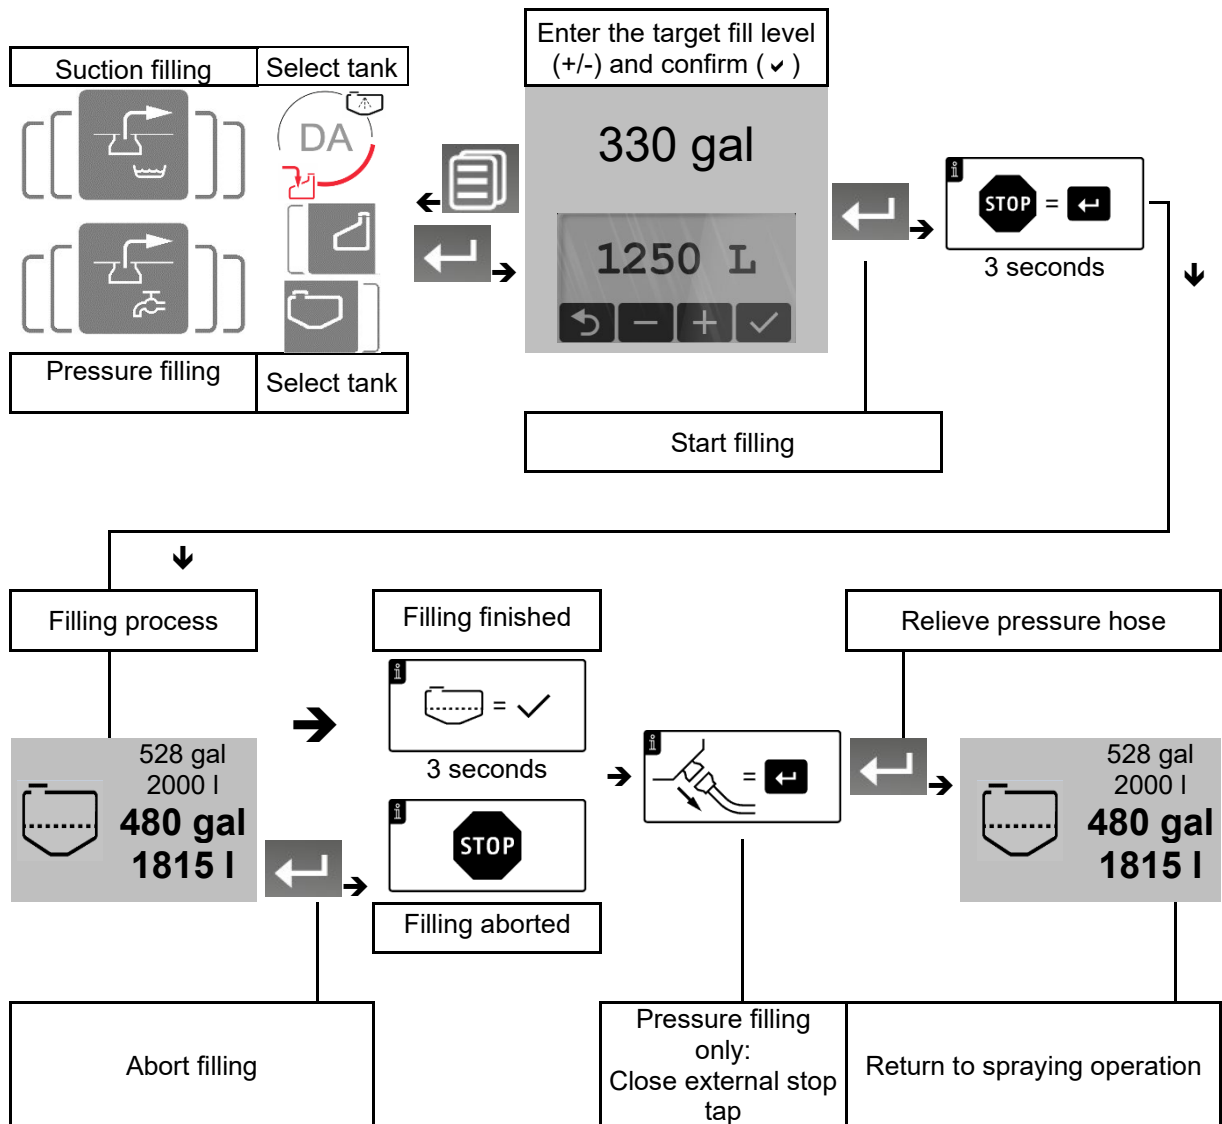 Enter the target fill level
(+/-) and confirm (✓)
Suction filling
Select tank
DA
330 gal
1250 L
STOP =
3 seconds
Pressure filling
Select tank
Start filling
Filling process
Filling finished
Relieve pressure hose
=
3 seconds
528 gal
2000 l
480 gal
1815 l
STOP
=
528 gal
2000 l
480 gal
1815 l
Filling aborted
Abort filling
Pressure filling
only:
Close external stop
tap
Return to spraying operation